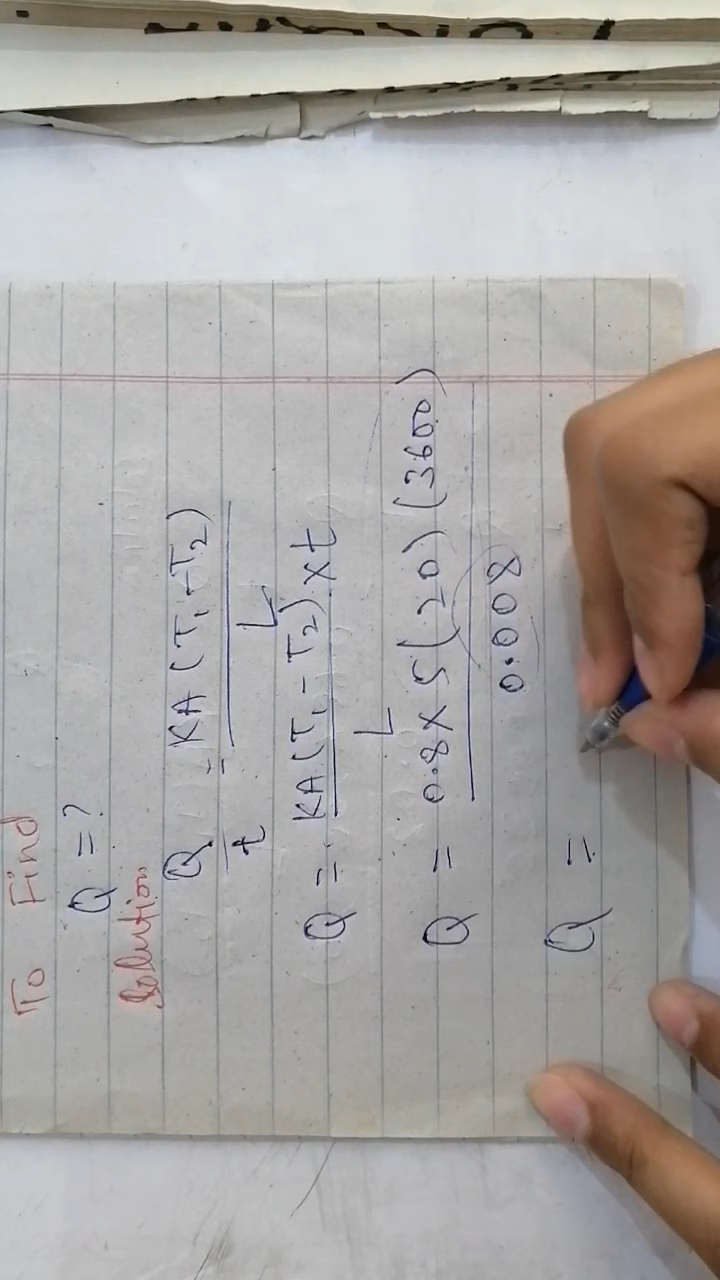 To Find
Q = ?
Solution
Q/t = KA(T₁-T₂)/L
Q = KA(T₁-T₂)×t/L
Q = 0.8×5(20)(3600)/0.008
Q =